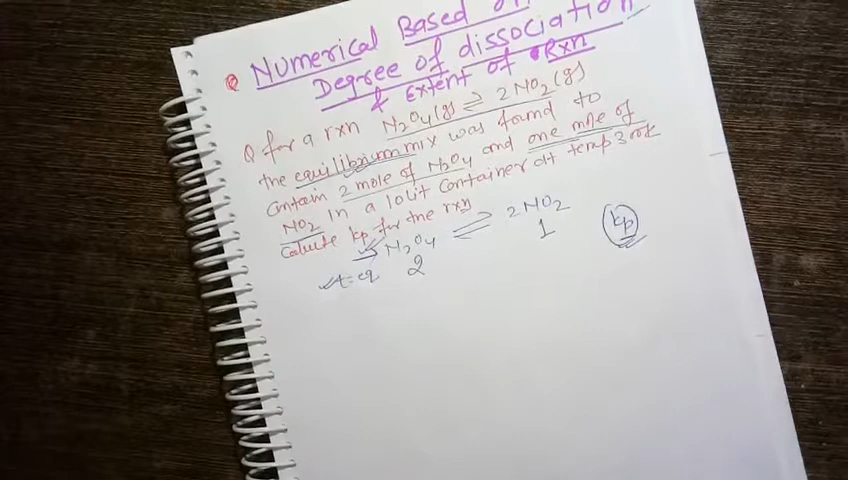 Numerical Based on
Degree of dissociation
& Extent of Rxn
Q for a rxn N2O4(g) ⇌ 2NO2(g)
the equilibrium mix was found to
Contain 2 mole of N2O4 and one mole of
NO2 in a 10lit Container at temp 300K
Calculate kp for the rxn
N2O4 ⇌ 2NO2 kp
t=eq 2 1